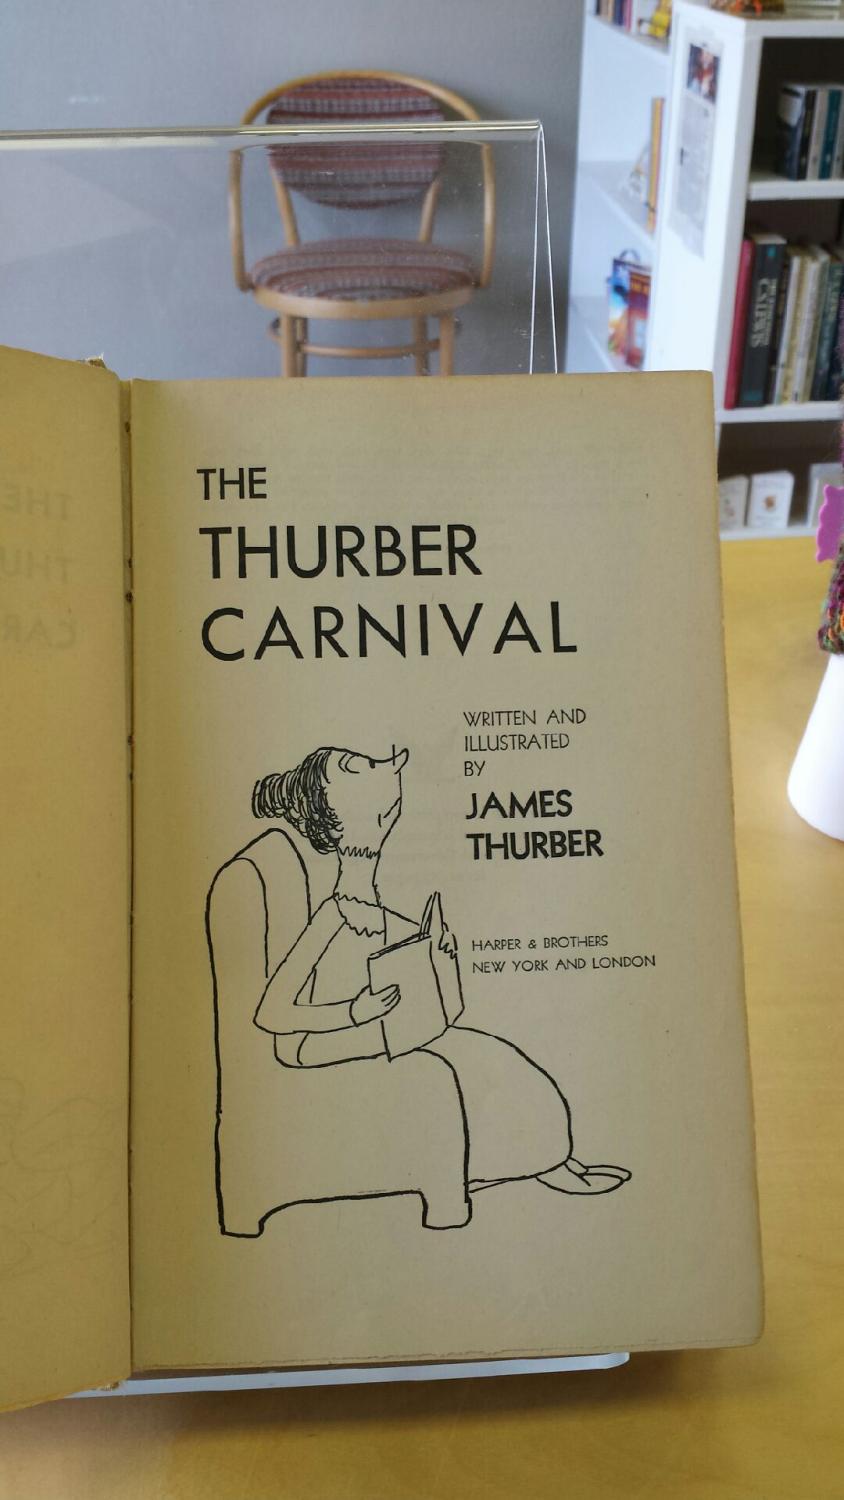 THE
THURBER
CARNIVAL
WRITTEN AND
ILLUSTRATED
BY
JAMES
THURBER
HARPER & BROTHERS
NEW YORK AND LONDON